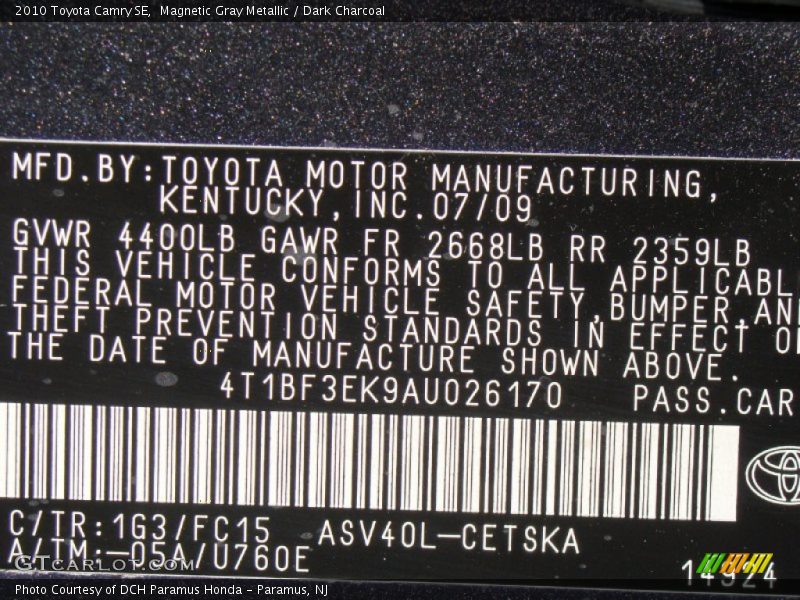 2010 Toyota Camry SE, Magnetic Gray Metallic / Dark Charcoal
MFD.BY:TOYOTA MOTOR MANUFACTURING,
KENTUCKY,INC.07/09
GVWR 4400LB GAWR FR 2668LB RR 2359LB
THIS VEHICLE CONFORMS TO ALL APPLICABL
FEDERAL MOTOR VEHICLE SAFETY,BUMPER,AN
THEFT PREVENTION STANDARDS IN EFFECT O
THE DATE OF MANUFACTURE SHOWN ABOVE.
4T1BF3EK9AU026170 PASS.CAR
C/TR:1G3/FC15 ASV40L-CETSKA
A/TM:-05A/U760E
GTCarLot.com
Photo Courtesy of DCH Paramus Honda - Paramus, NJ